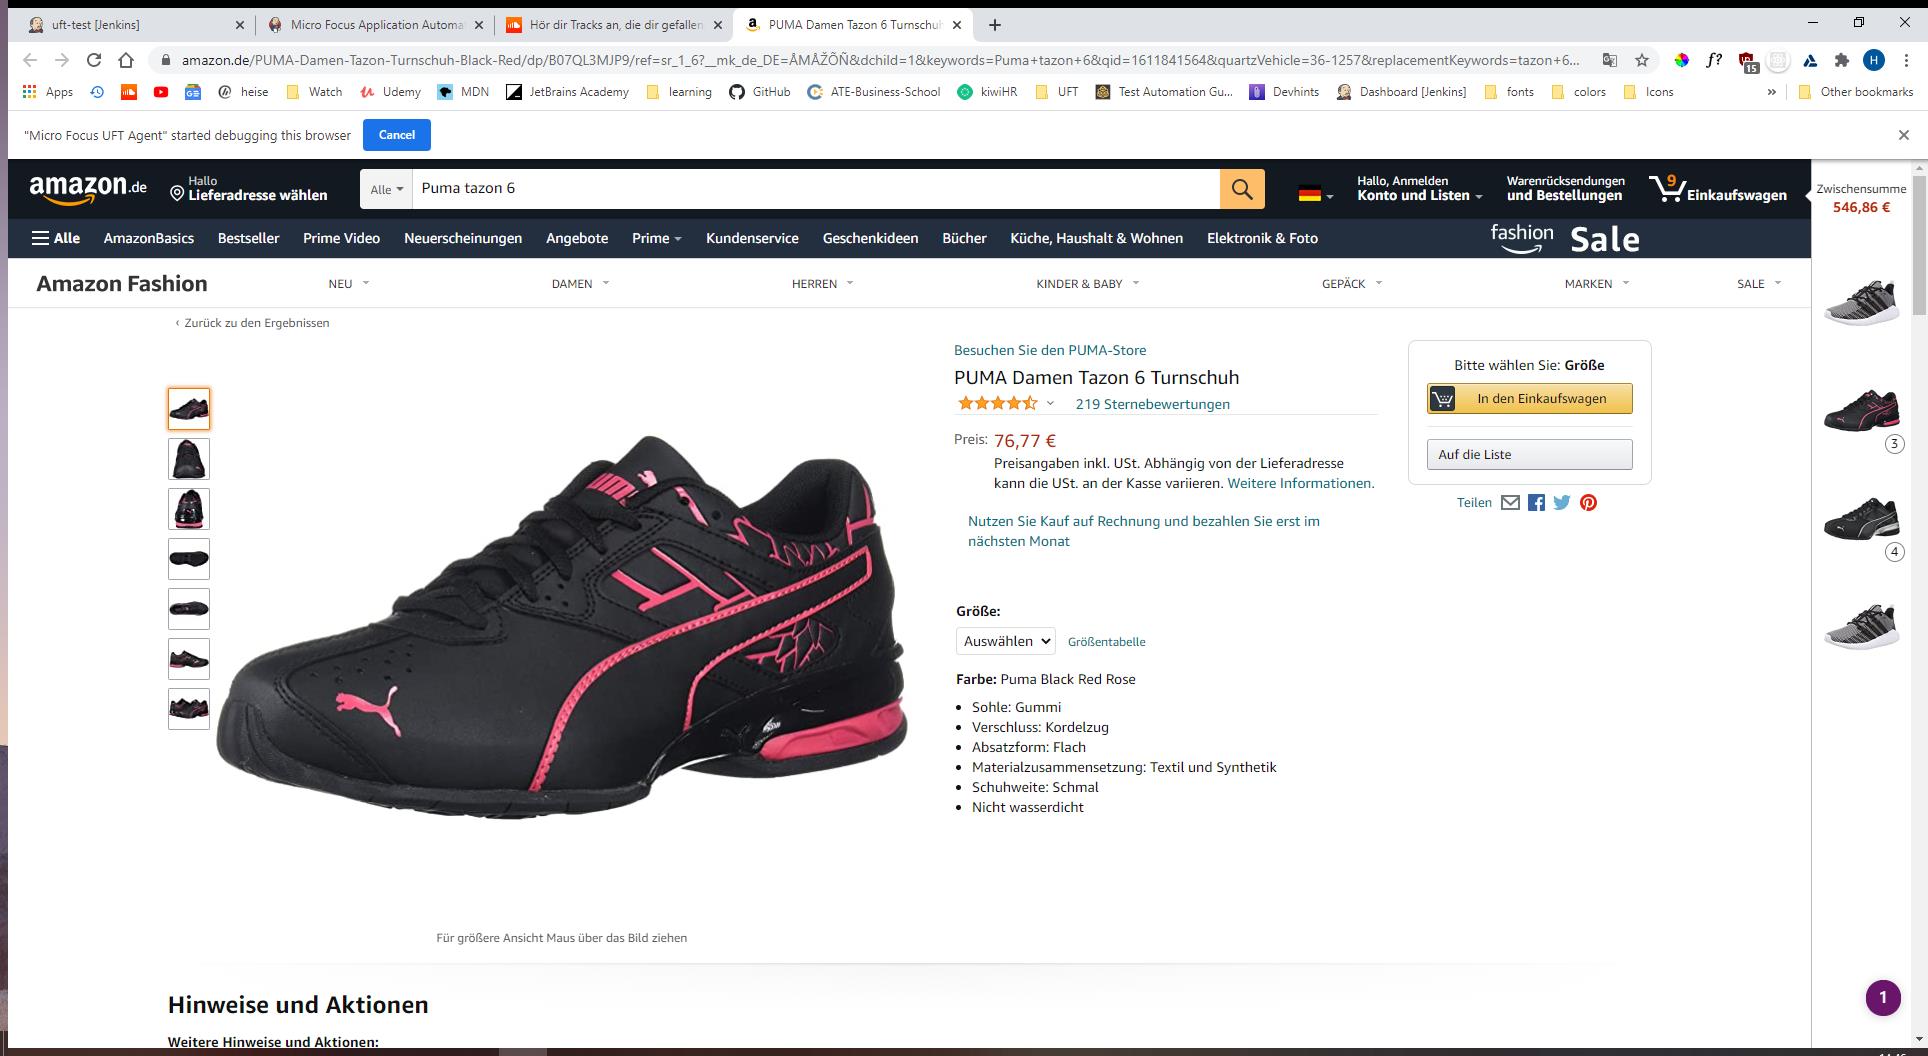 uft-test [Jenkins]
Micro Focus Application Automa
Hör dir Tracks an, die dir gefallen
PUMA Damen Tazon 6 Turnschuh
amazon.de/PUMA-Damen-Tazon-Turnschuh-Black-Red/dp/B07QL3MJP9/ref=sr_1_6?__mk_de_DE=ÅMÅŽÕÑ&dchild=1&keywords=Puma+tazon+6&qid=1611841564&quartzVehicle=36-1257&replacementKeywords=tazon+6...
f?
15
H
Apps
heise
Watch
Udemy
MDN
JetBrains Academy
learning
GitHub
ATE-Business-School
kiwiHR
UFT
Test Automation Gu...
Devhints
Dashboard [Jenkins]
fonts
colors
Icons
»
Other bookmarks
"Micro Focus UFT Agent" started debugging this browser
Cancel
amazon.de
Hallo
Lieferadresse wählen
Alle
Puma tazon 6
Hallo, Anmelden
Konto und Listen
Warenrücksendungen
und Bestellungen
9
Einkaufswagen
Zwischensumme
546,86 €
Alle
AmazonBasics
Bestseller
Prime Video
Neuerscheinungen
Angebote
Prime
Kundenservice
Geschenkideen
Bücher
Küche, Haushalt & Wohnen
Elektronik & Foto
fashion Sale
Amazon Fashion
NEU
DAMEN
HERREN
KINDER & BABY
GEPÄCK
MARKEN
SALE
‹ Zurück zu den Ergebnissen
Besuchen Sie den PUMA-Store
PUMA Damen Tazon 6 Turnschuh
219 Sternebewertungen
Preis: 76,77 €
Preisangaben inkl. USt. Abhängig von der Lieferadresse
kann die USt. an der Kasse variieren. Weitere Informationen.
Nutzen Sie Kauf auf Rechnung und bezahlen Sie erst im
nächsten Monat
Größe:
Auswählen
Größentabelle
Farbe: Puma Black Red Rose
• Sohle: Gummi
• Verschluss: Kordelzug
• Absatzform: Flach
• Materialzusammensetzung: Textil und Synthetik
• Schuhweite: Schmal
• Nicht wasserdicht
Bitte wählen Sie: Größe
In den Einkaufswagen
Auf die Liste
Teilen
3
4
Für größere Ansicht Maus über das Bild ziehen
Hinweise und Aktionen
Weitere Hinweise und Aktionen:
1